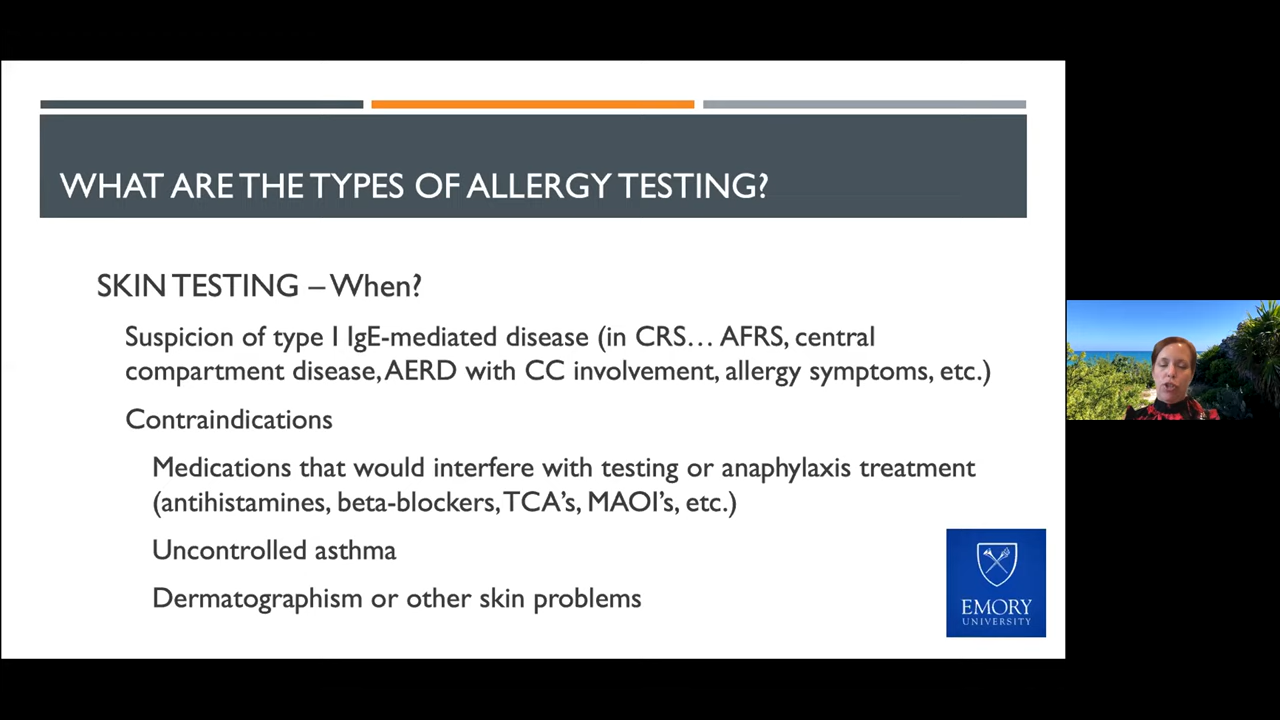 WHAT ARE THE TYPES OF ALLERGY TESTING?
SKIN TESTING – When?
Suspicion of type I IgE-mediated disease (in CRS… AFRS, central
compartment disease, AERD with CC involvement, allergy symptoms, etc.)
Contraindications
Medications that would interfere with testing or anaphylaxis treatment
(antihistamines, beta-blockers, TCA's, MAOI's, etc.)
Uncontrolled asthma
Dermatographism or other skin problems
EMORY
UNIVERSITY